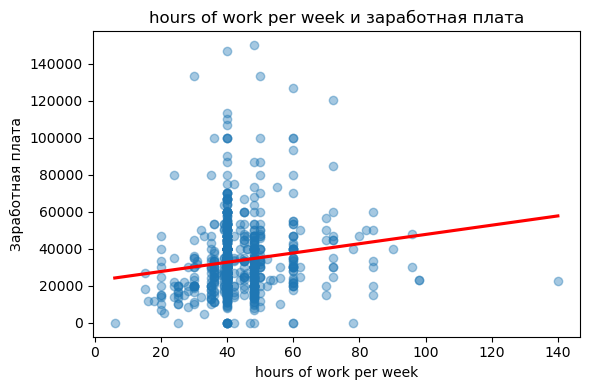 hours of work per week и заработная плата
Заработная плата
140000
120000
100000
80000
60000
40000
20000
0
0 20 40 60 80 100 120 140
hours of work per week